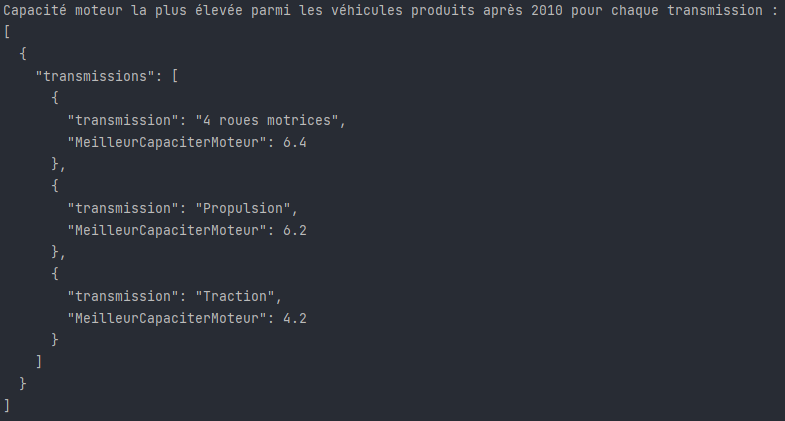 Capacité moteur la plus élevée parmi les véhicules produits après 2010 pour chaque transmission :
[
  {
    "transmissions": [
      {
        "transmission": "4 roues motrices",
        "MeilleurCapaciterMoteur": 6.4
      },
      {
        "transmission": "Propulsion",
        "MeilleurCapaciterMoteur": 6.2
      },
      {
        "transmission": "Traction",
        "MeilleurCapaciterMoteur": 4.2
      }
    ]
  }
]